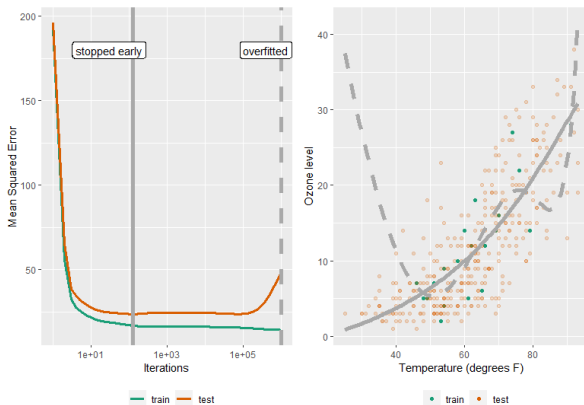 200
150
100
50
Mean Squared Error
stopped early
overfitted
1e+01
1e+03
1e+05
Iterations
train
test
40
30
20
10
0
Ozone level
40
60
80
Temperature (degrees F)
train
test